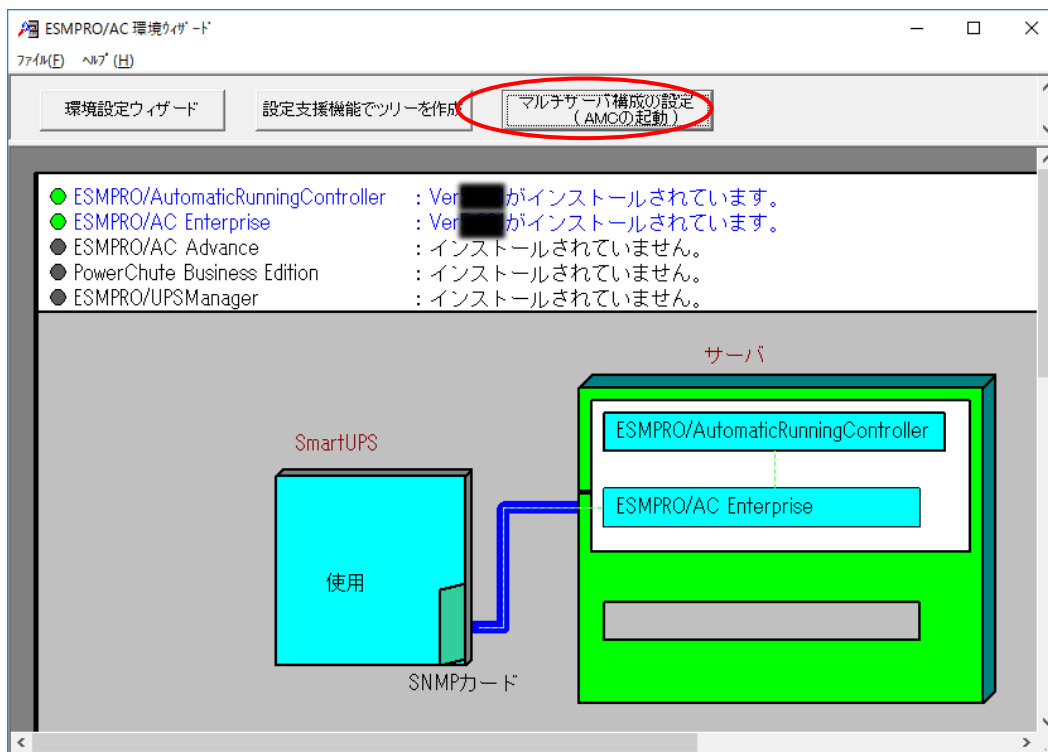 ESMPRO/AC 環境ｳｨｻﾞｰﾄﾞ
ﾌｧｲﾙ(F) ﾍﾙﾌﾟ(H)
環境設定ウィザード 設定支援機能でツリーを作成 マルチサーバ構成の設定
(AMCの起動)
ESMPRO/AutomaticRunningController : Ver がインストールされています。
ESMPRO/AC Enterprise : Ver がインストールされています。
ESMPRO/AC Advance : インストールされていません。
PowerChute Business Edition : インストールされていません。
ESMPRO/UPSManager : インストールされていません。
サーバ
ESMPRO/AutomaticRunningController
SmartUPS
ESMPRO/AC Enterprise
使用
SNMPカード